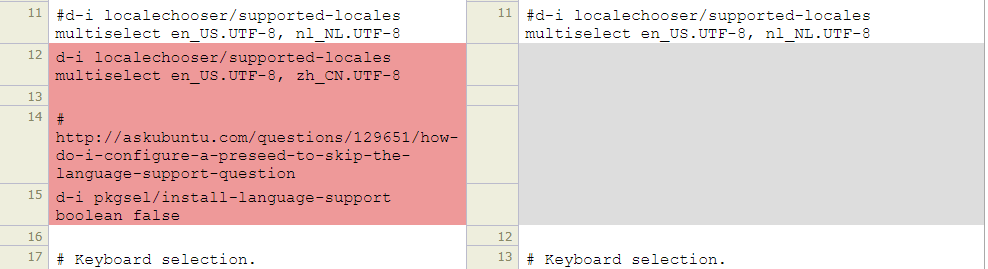 11 #d-i localechooser/supported-locales
multiselect en_US.UTF-8, nl_NL.UTF-8
12 d-i localechooser/supported-locales
multiselect en_US.UTF-8, zh_CN.UTF-8
13
14 #
http://askubuntu.com/questions/129651/how-
do-i-configure-a-preseed-to-skip-the-
language-support-question
15 d-i pkgsel/install-language-support
boolean false
16
17 # Keyboard selection.
11 #d-i localechooser/supported-locales
multiselect en_US.UTF-8, nl_NL.UTF-8
12
13 # Keyboard selection.